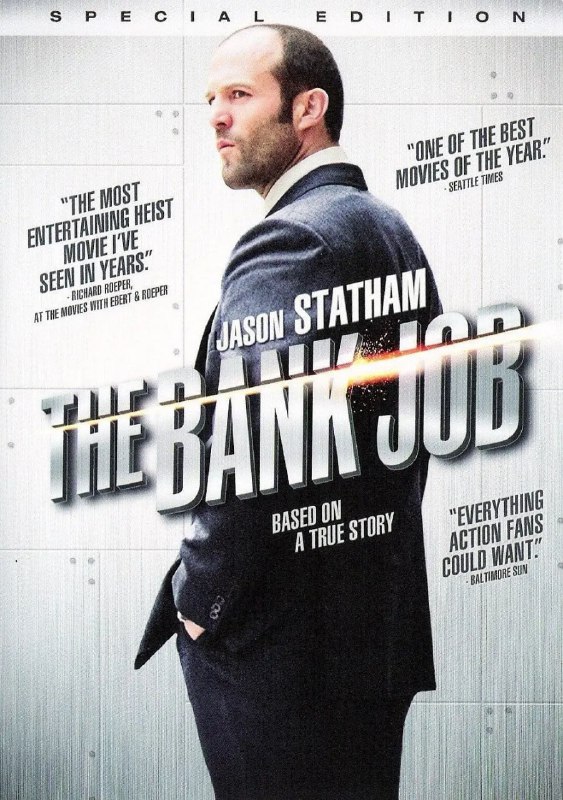 SPECIAL EDITION
"ONE OF THE BEST
MOVIES OF THE YEAR."
- SEATTLE TIMES
"THE MOST
ENTERTAINING HEIST
MOVIE I'VE
SEEN IN YEARS."
- RICHARD ROEPER,
AT THE MOVIES WITH EBERT & ROEPER
JASON STATHAM
THE BANK JOB
BASED ON
A TRUE STORY
"EVERYTHING
ACTION FANS
COULD WANT."
- BALTIMORE SUN